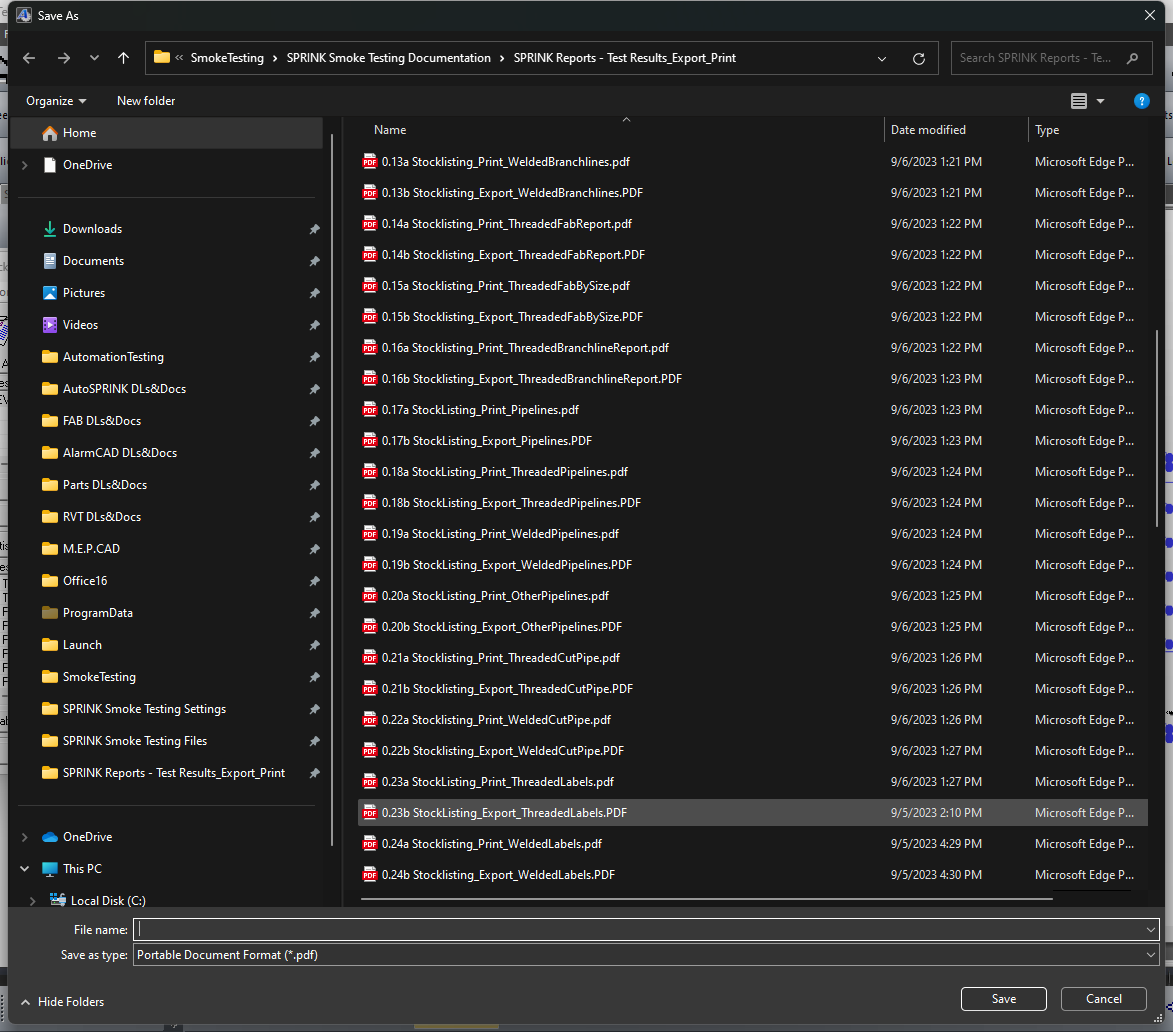 Save As
« SmokeTesting › SPRINK Smoke Testing Documentation › SPRINK Reports - Test Results_Export_Print
Search SPRINK Reports - Te...
Organize New folder
Home
OneDrive
Downloads
Documents
Pictures
Videos
AutomationTesting
AutoSPRINK DLs&Docs
FAB DLs&Docs
AlarmCAD DLs&Docs
Parts DLs&Docs
RVT DLs&Docs
M.E.P.CAD
Office16
ProgramData
Launch
SmokeTesting
SPRINK Smoke Testing Settings
SPRINK Smoke Testing Files
SPRINK Reports - Test Results_Export_Print
OneDrive
This PC
Local Disk (C:)
Name Date modified Type
0.13a Stocklisting_Print_WeldedBranchlines.pdf 9/6/2023 1:21 PM Microsoft Edge P...
0.13b Stocklisting_Export_WeldedBranchlines.PDF 9/6/2023 1:21 PM Microsoft Edge P...
0.14a Stocklisting_Print_ThreadedFabReport.pdf 9/6/2023 1:22 PM Microsoft Edge P...
0.14b Stocklisting_Export_ThreadedFabReport.PDF 9/6/2023 1:22 PM Microsoft Edge P...
0.15a Stocklisting_Print_ThreadedFabBySize.pdf 9/6/2023 1:22 PM Microsoft Edge P...
0.15b Stocklisting_Export_ThreadedFabBySize.PDF 9/6/2023 1:22 PM Microsoft Edge P...
0.16a Stocklisting_Print_ThreadedBranchlineReport.pdf 9/6/2023 1:22 PM Microsoft Edge P...
0.16b Stocklisting_Export_ThreadedBranchlineReport.PDF 9/6/2023 1:23 PM Microsoft Edge P...
0.17a StockListing_Print_Pipelines.pdf 9/6/2023 1:23 PM Microsoft Edge P...
0.17b StockListing_Export_Pipelines.PDF 9/6/2023 1:23 PM Microsoft Edge P...
0.18a StockListing_Print_ThreadedPipelines.pdf 9/6/2023 1:24 PM Microsoft Edge P...
0.18b StockListing_Export_ThreadedPipelines.PDF 9/6/2023 1:24 PM Microsoft Edge P...
0.19a StockListing_Print_WeldedPipelines.pdf 9/6/2023 1:24 PM Microsoft Edge P...
0.19b StockListing_Export_WeldedPipelines.PDF 9/6/2023 1:24 PM Microsoft Edge P...
0.20a StockListing_Print_OtherPipelines.pdf 9/6/2023 1:25 PM Microsoft Edge P...
0.20b StockListing_Export_OtherPipelines.PDF 9/6/2023 1:25 PM Microsoft Edge P...
0.21a Stocklisting_Print_ThreadedCutPipe.pdf 9/6/2023 1:26 PM Microsoft Edge P...
0.21b Stocklisting_Export_ThreadedCutPipe.PDF 9/6/2023 1:26 PM Microsoft Edge P...
0.22a Stocklisting_Print_WeldedCutPipe.pdf 9/6/2023 1:26 PM Microsoft Edge P...
0.22b Stocklisting_Export_WeldedCutPipe.PDF 9/6/2023 1:27 PM Microsoft Edge P...
0.23a StockListing_Print_ThreadedLabels.pdf 9/6/2023 1:27 PM Microsoft Edge P...
0.23b StockListing_Export_ThreadedLabels.PDF 9/5/2023 2:10 PM Microsoft Edge P...
0.24a Stocklisting_Print_WeldedLabels.pdf 9/5/2023 4:29 PM Microsoft Edge P...
0.24b Stocklisting_Export_WeldedLabels.PDF 9/5/2023 4:30 PM Microsoft Edge P...
File name:
Save as type: Portable Document Format (*.pdf)
Hide Folders Save Cancel